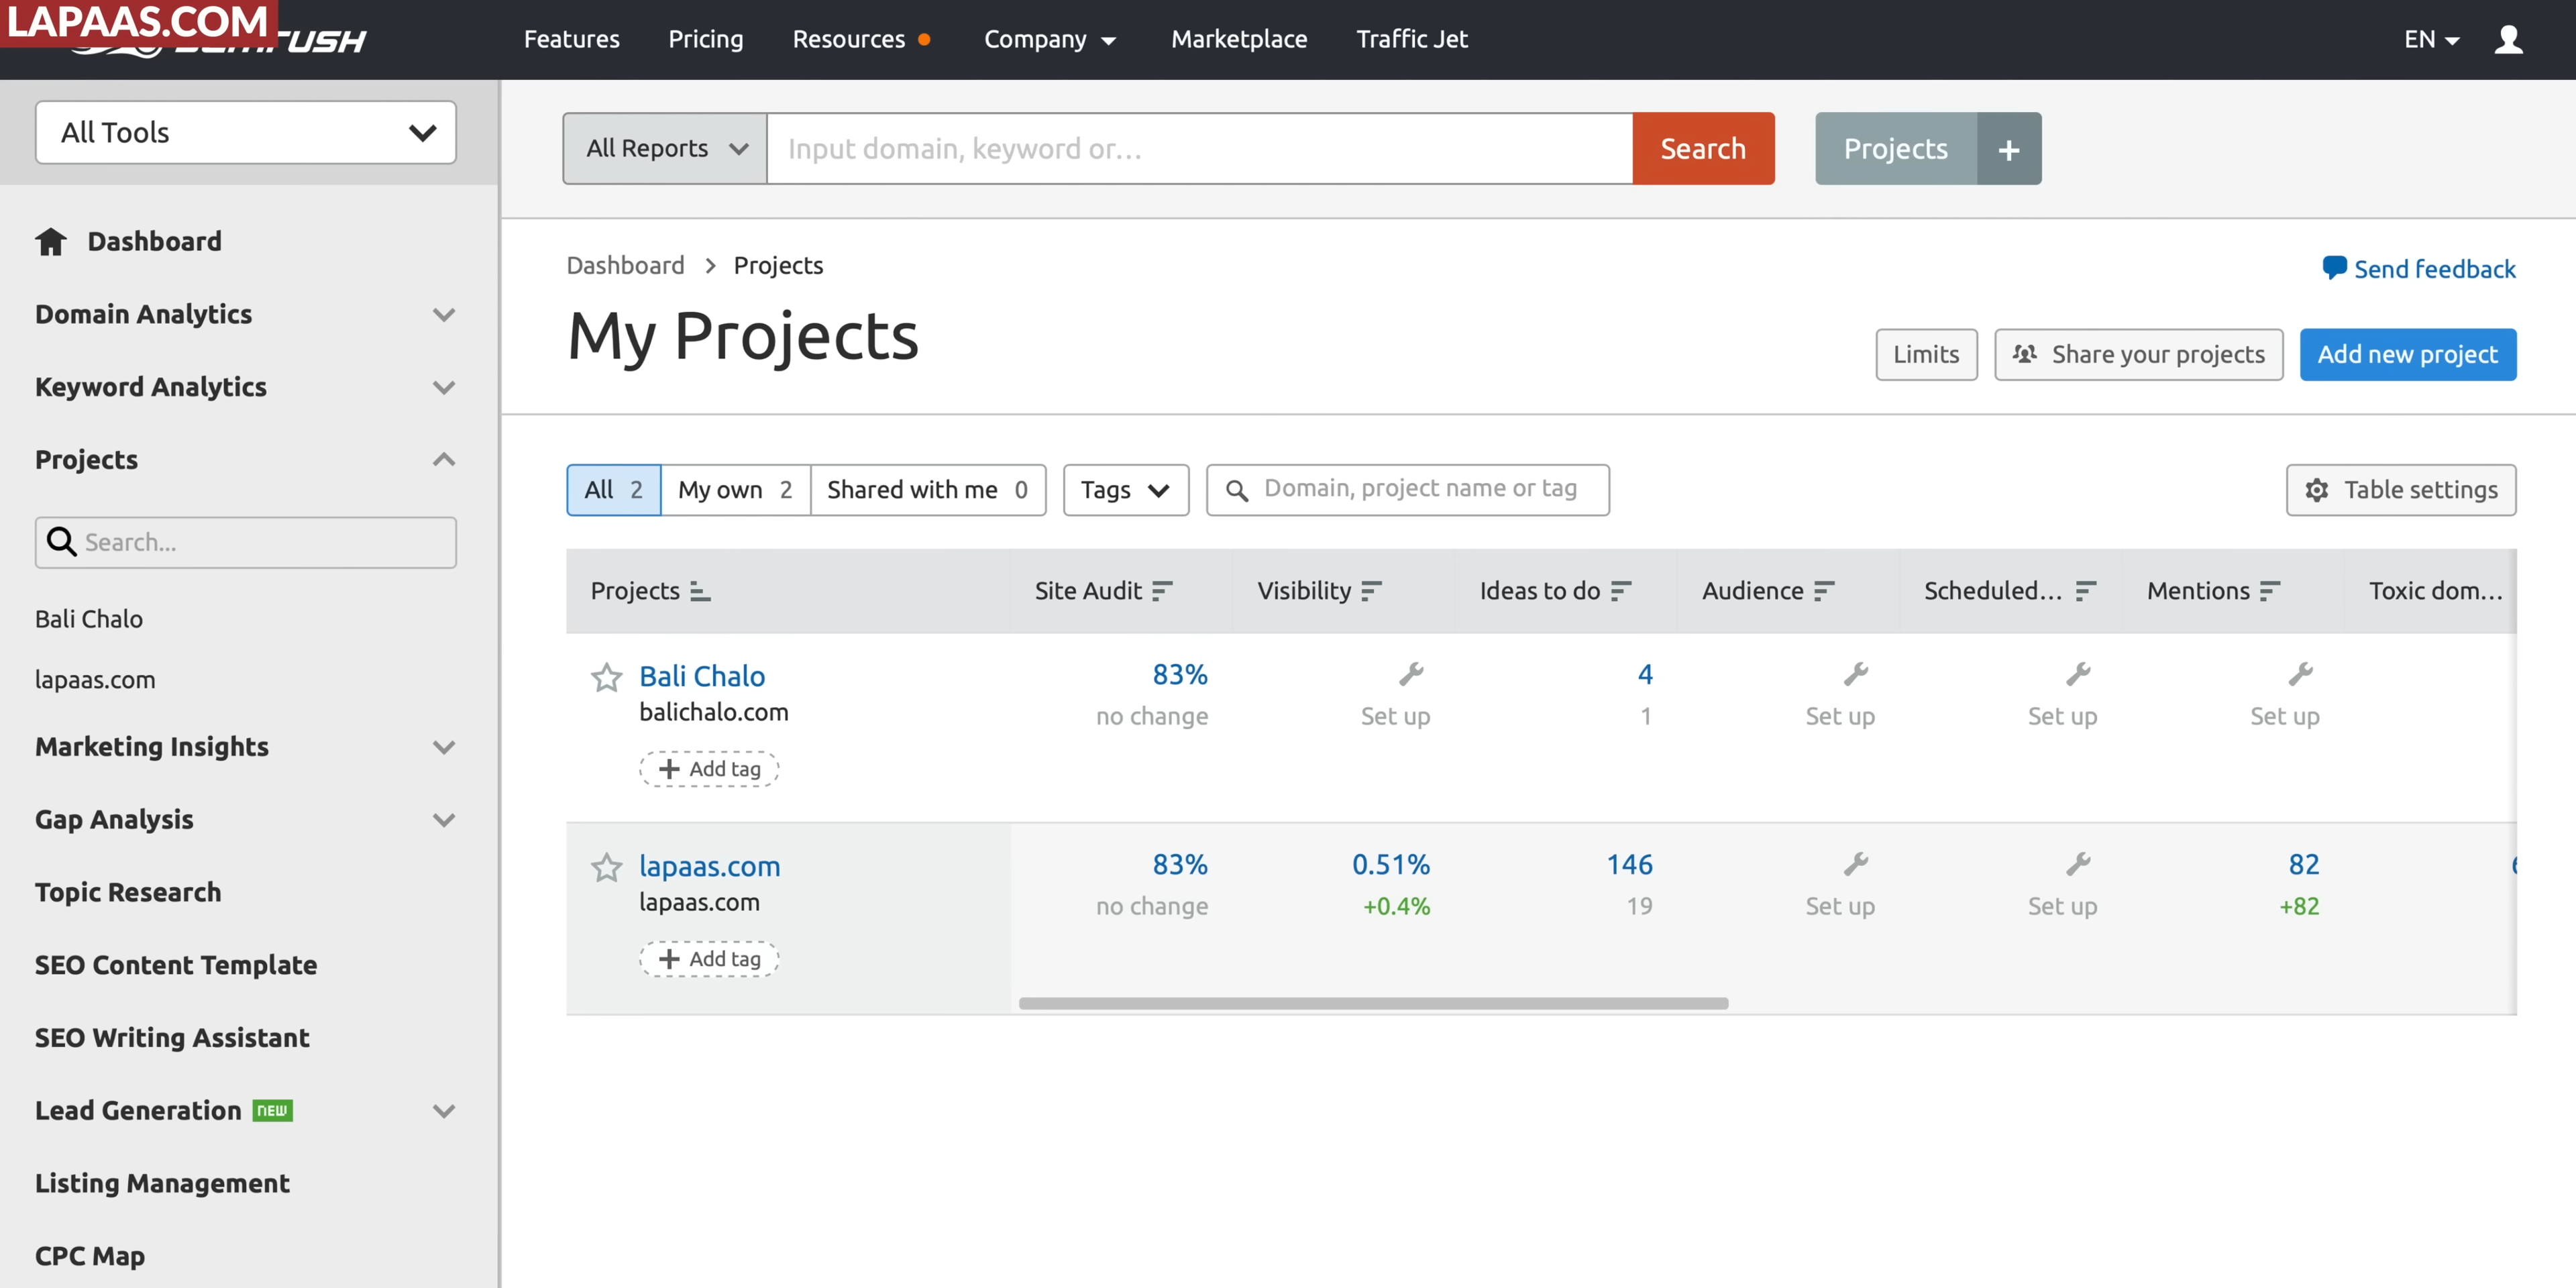 LAPAAS.COM
Features Pricing Resources Company Marketplace Traffic Jet EN
All Tools
All Reports Input domain, keyword or... Search Projects +
Dashboard
Domain Analytics
Keyword Analytics
Projects
Search...
Bali Chalo
lapaas.com
Marketing Insights
Gap Analysis
Topic Research
SEO Content Template
SEO Writing Assistant
Lead Generation new
Listing Management
CPC Map
Dashboard > Projects
Send feedback
My Projects
Limits Share your projects Add new project
All 2 My own 2 Shared with me 0 Tags Domain, project name or tag Table settings
Projects Site Audit Visibility Ideas to do Audience Scheduled... Mentions Toxic dom...
Bali Chalo 83% 4
balichalo.com no change Set up 1 Set up Set up Set up
+ Add tag
lapaas.com 83% 0.51% 146 82
lapaas.com no change +0.4% 19 Set up Set up +82
+ Add tag